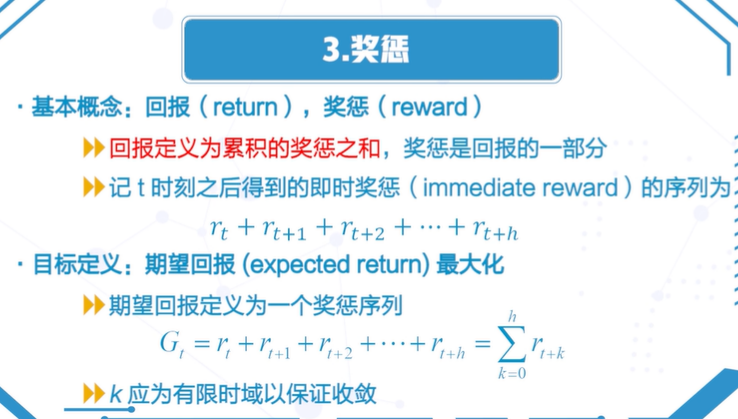 3.奖惩
· 基本概念：回报（return），奖惩（reward）
回报定义为累积的奖惩之和，奖惩是回报的一部分
记 t 时刻之后得到的即时奖惩（immediate reward）的序列为
r_t + r_{t+1} + r_{t+2} + ⋯ + r_{t+h}
· 目标定义：期望回报 (expected return) 最大化
期望回报定义为一个奖惩序列
G_t = r_t + r_{t+1} + r_{t+2} + ⋯ + r_{t+h} = \sum_{k=0}^{h} r_{t+k}
k 应为有限时域以保证收敛